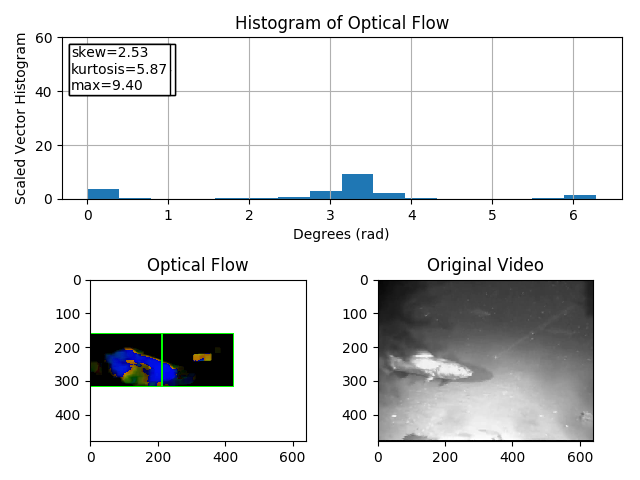 Histogram of Optical Flow
60
40
20
0
Scaled Vector Histogram
skew=2.53
kurtosis=5.87
max=9.40
0 1 2 3 4 5 6
Degrees (rad)
Optical Flow
0
100
200
300
400
0 200 400 600
Original Video
0
100
200
300
400
0 200 400 600